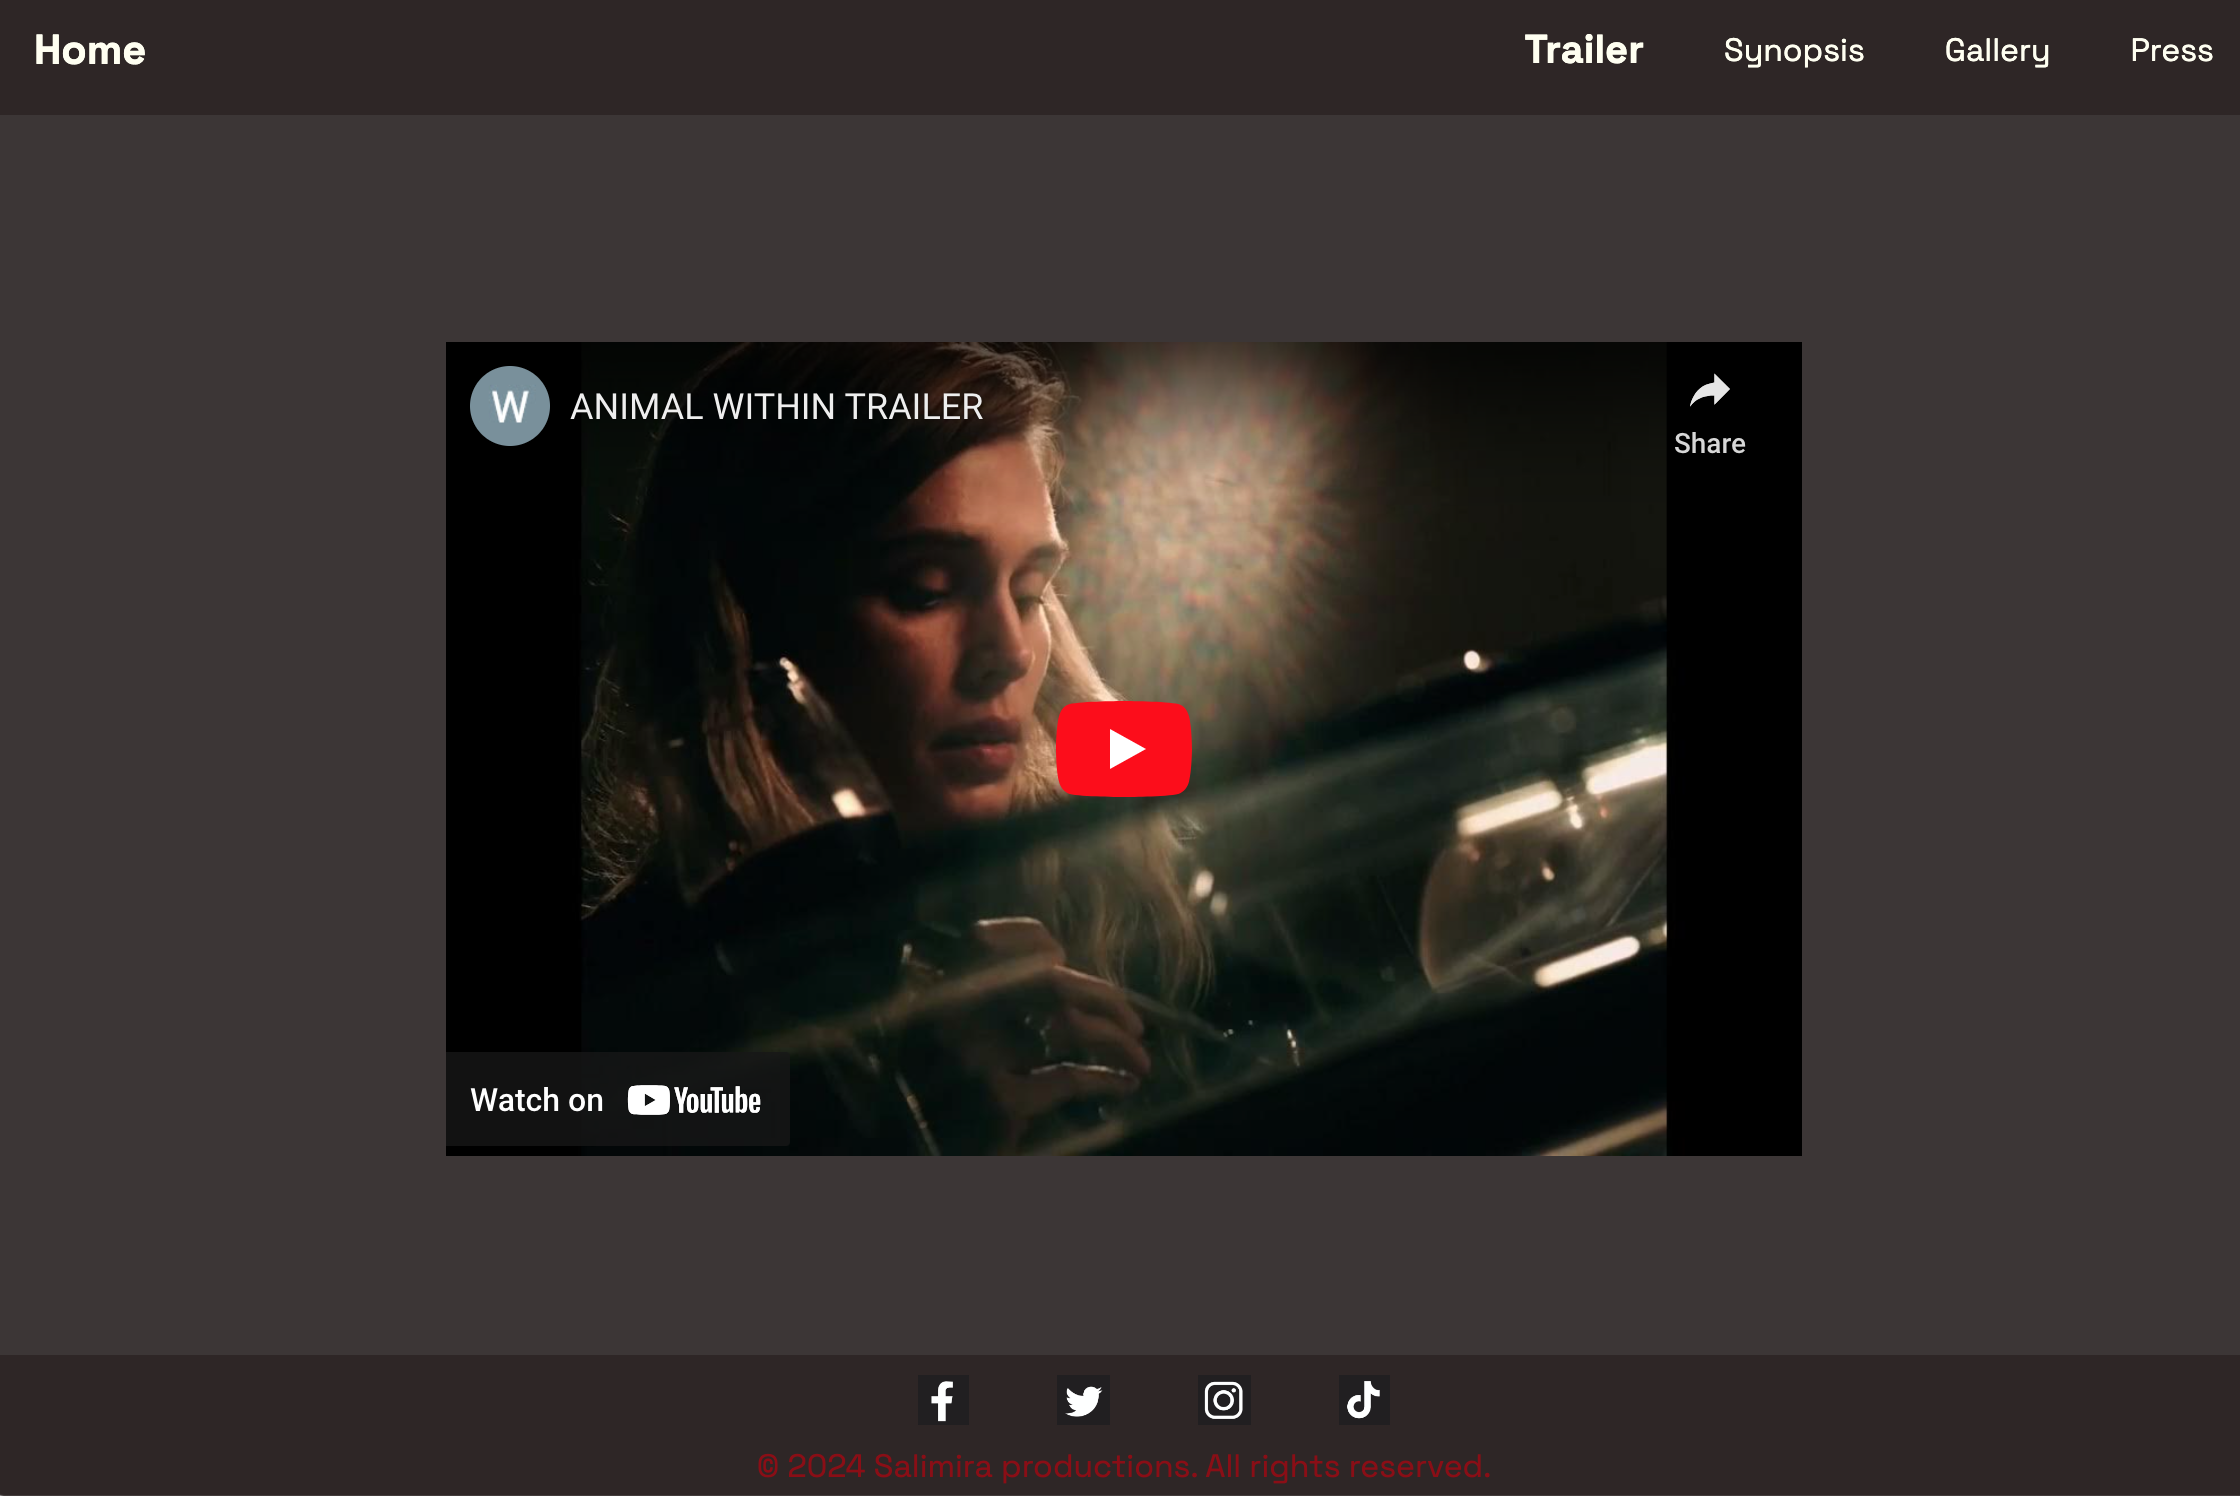 Home
Trailer Synopsis Gallery Press
W ANIMAL WITHIN TRAILER
Share
Watch on YouTube
© 2024 Salimira productions. All rights reserved.